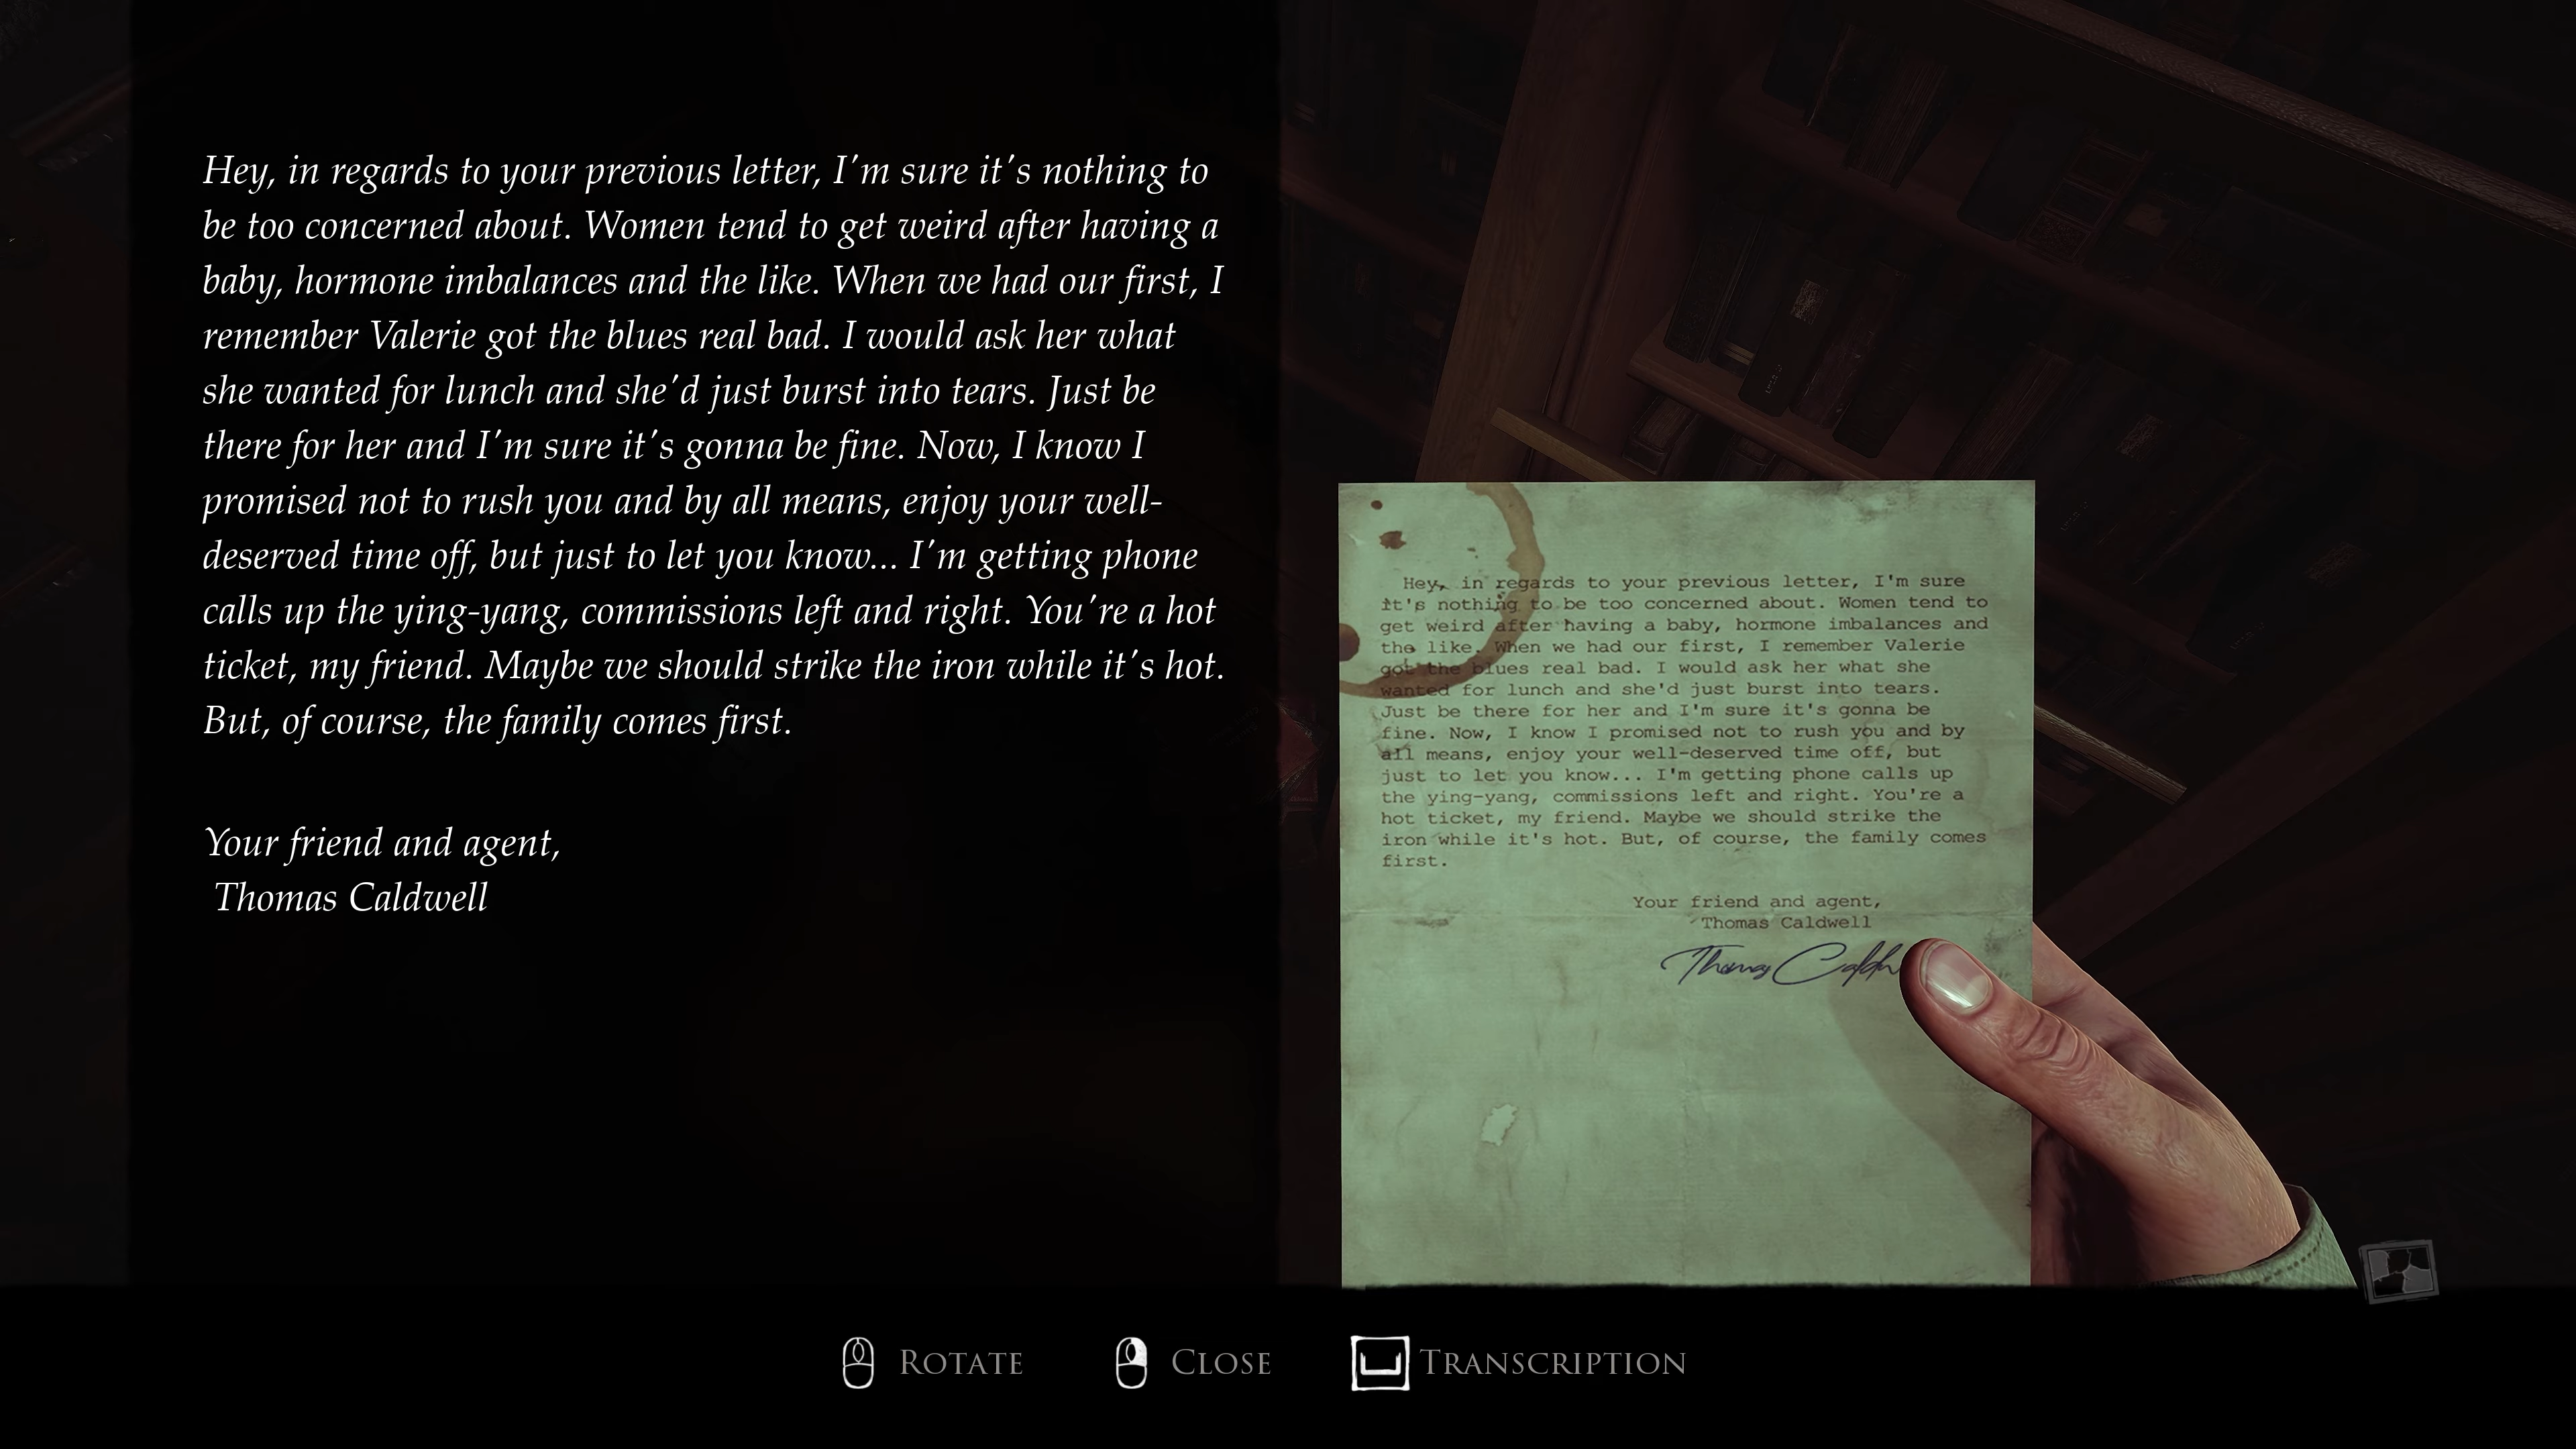 Hey, in regards to your previous letter, I'm sure it's nothing to
be too concerned about. Women tend to get weird after having a
baby, hormone imbalances and the like. When we had our first, I
remember Valerie got the blues real bad. I would ask her what
she wanted for lunch and she'd just burst into tears. Just be
there for her and I'm sure it's gonna be fine. Now, I know I
promised not to rush you and by all means, enjoy your well-
deserved time off, but just to let you know... I'm getting phone
calls up the ying-yang, commissions left and right. You're a hot
ticket, my friend. Maybe we should strike the iron while it's hot.
But, of course, the family comes first.
Your friend and agent,
Thomas Caldwell
Hey, in regards to your previous letter, I'm sure
it's nothing to be too concerned about. Women tend to
get weird after having a baby, hormone imbalances and
the like. When we had our first, I remember Valerie
got the blues real bad. I would ask her what she
wanted for lunch and she'd just burst into tears.
Just be there for her and I'm sure it's gonna be
fine. Now, I know I promised not to rush you and by
all means, enjoy your well-deserved time off, but
just to let you know... I'm getting phone calls up
the ying-yang, commissions left and right. You're a
hot ticket, my friend. Maybe we should strike the
iron while it's hot. But, of course, the family comes
first.
Your friend and agent,
Thomas Caldwell
Thomas
Rotate
Close
Transcription